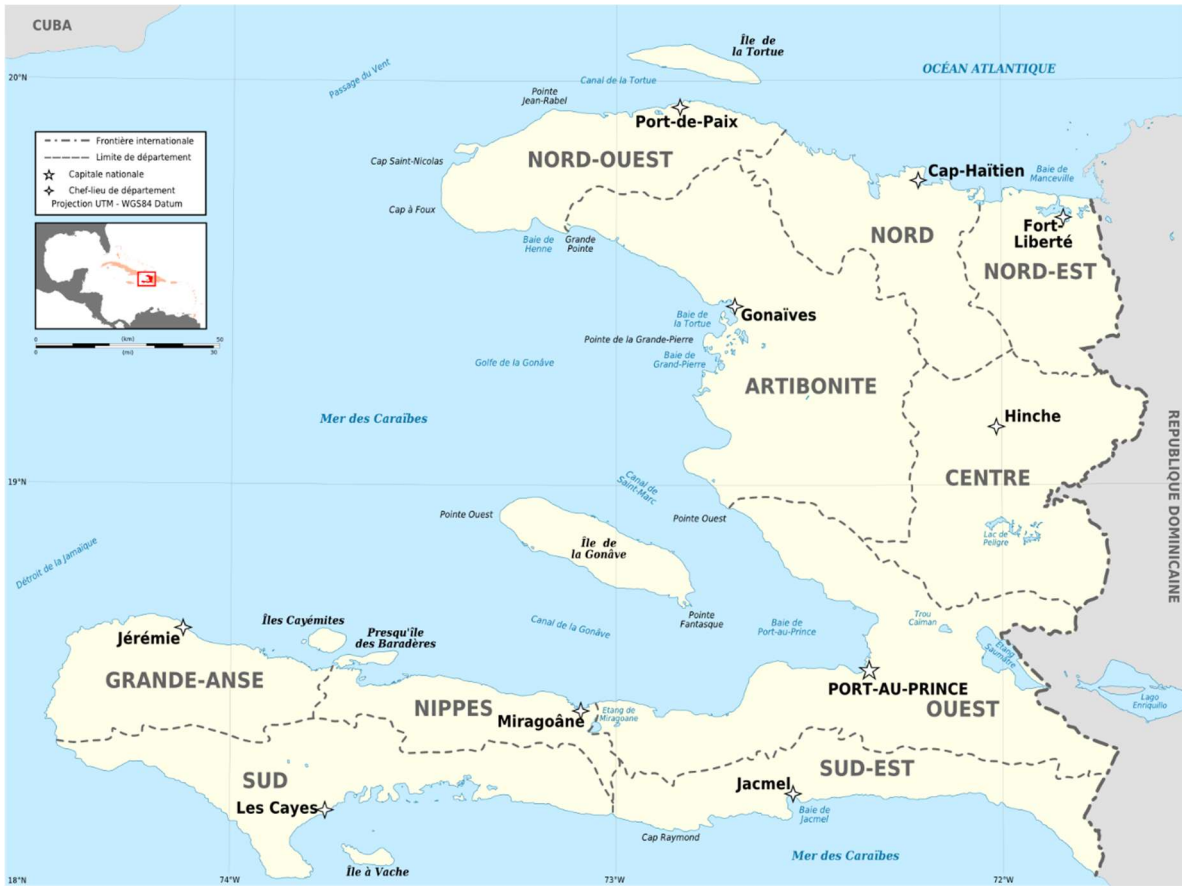 CUBA
Île de
la Tortue
Passage du Vent
Canal de la Tortue
OCÉAN ATLANTIQUE
20°N
Pointe
Jean-Rabel
Port-de-Paix
Frontière internationale
Limite de département
Capitale nationale
Chef-lieu de département
Projection UTM - WGS84 Datum
Cap Saint-Nicolas
NORD-OUEST
Cap-Haïtien
Baie de
Manceville
Cap à Foux
Baie de
Henne
Grande
Pointe
NORD
Fort-
Liberté
NORD-EST
Baie de
la Tortue
Gonaïves
(km)
0
50
(mi)
0
30
Pointe de la Grande-Pierre
Baie de
Grand-Pierre
Golfe de la Gonâve
ARTIBONITE
Mer des Caraïbes
Hinche
REPUBLIQUE DOMINICAINE
CENTRE
19°N
Canal de
Saint-Marc
Pointe Ouest
Pointe Ouest
Île de
la Gonâve
Lac de
Peligre
Détroit de la Jamaïque
Pointe
Fantasque
Trou
Caïman
Îles Cayémites
Canal de la Gonâve
Baie de
Port-au-Prince
Jérémie
Presqu'île
des Baradères
Etang
Saumâtre
GRANDE-ANSE
PORT-AU-PRINCE
OUEST
Lago
Enriquillo
NIPPES
Miragoâne
Etang de
Miragoane
SUD
SUD-EST
Jacmel
Les Cayes
Baie de
Jacmel
Cap Raymond
Mer des Caraïbes
Île à Vache
18°N
74°W
73°W
72°W